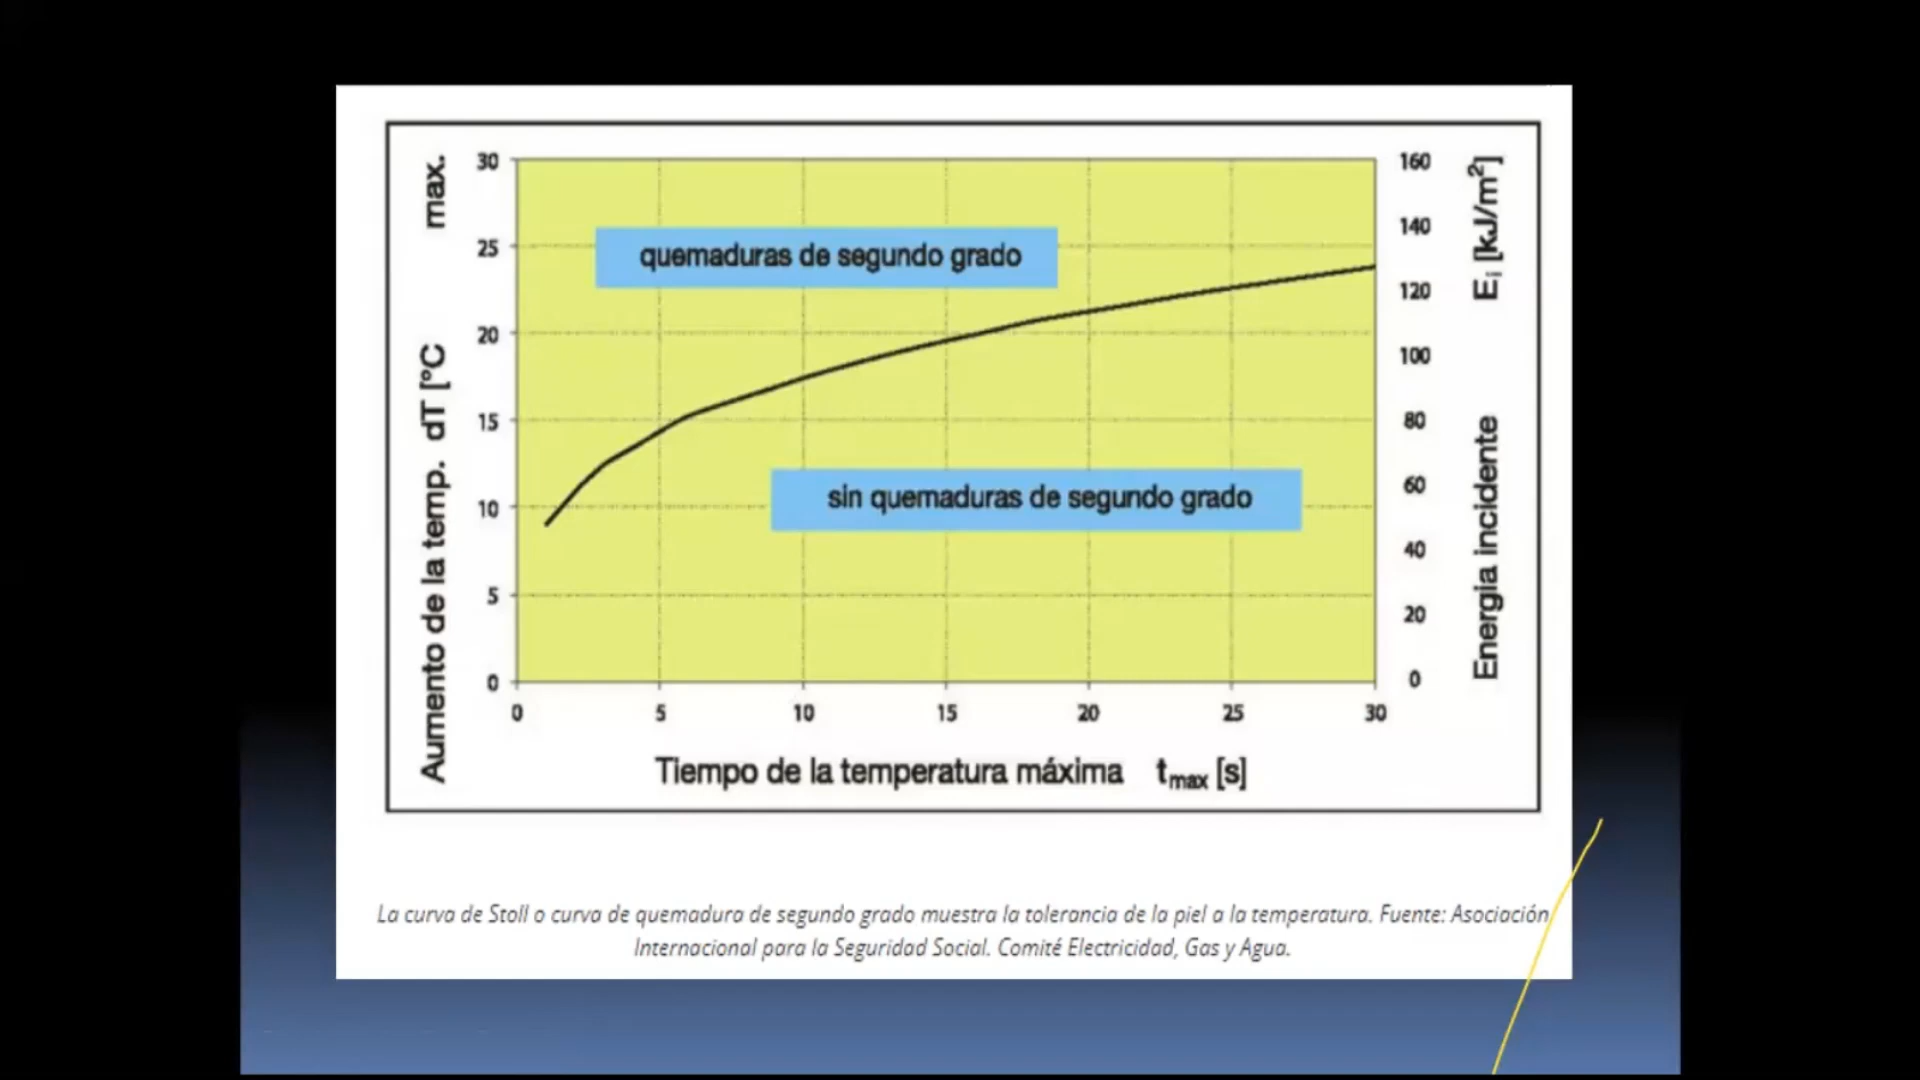 Aumento de la temp. dT [°C max.
30
25
20
15
10
5
0
quemaduras de segundo grado
sin quemaduras de segundo grado
160
140
120
100
80
60
40
20
0
Energia incidente Ei [kJ/m²]
0 5 10 15 20 25 30
Tiempo de la temperatura máxima tmax [s]
La curva de Stoll o curva de quemadura de segundo grado muestra la tolerancia de la piel a la temperatura. Fuente: Asociación
Internacional para la Seguridad Social. Comité Electricidad, Gas y Agua.